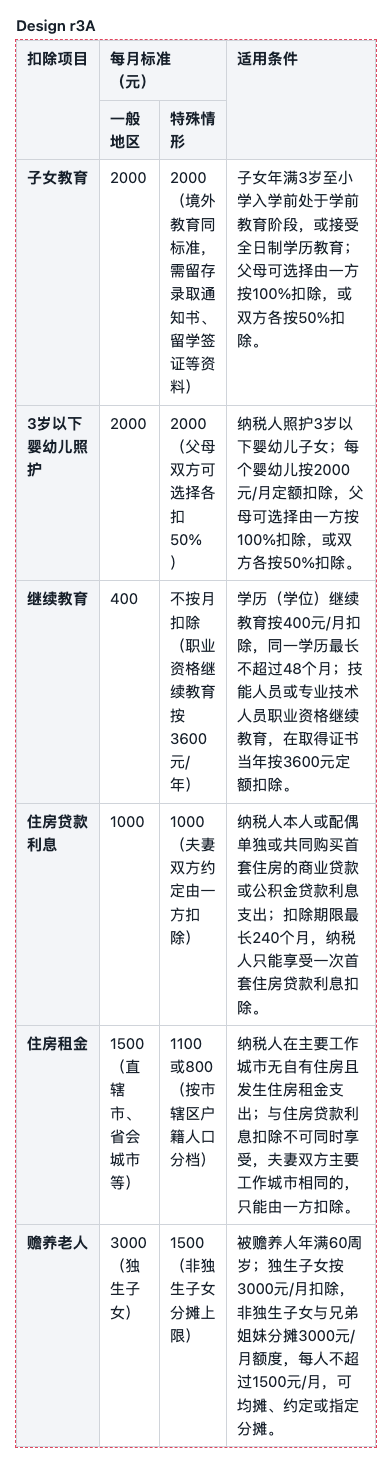 Design r3A
扣除项目
每月标准
（元）
适用条件
一般
地区
特殊情
形
子女教育
2000
2000
（境外
教育同
标准，
需留存
录取通
知书、
留学签
证等资
料）
子女年满3岁至小
学入学前处于学前
教育阶段，或接受
全日制学历教育；
父母可选择由一方
按100%扣除，或
双方各按50%扣
除。
3岁以下
婴幼儿照
护
2000
2000
（父母
双方可
选择各
扣
50%
）
纳税人照护3岁以
下婴幼儿子女；每
个婴幼儿按2000
元/月定额扣除，父
母可选择由一方按
100%扣除，或双
方各按50%扣除。
继续教育
400
不按月
扣除
（职业
资格继
续教育
按
3600
元/
年）
学历（学位）继续
教育按400元/月扣
除，同一学历最长
不超过48个月；技
能人员或专业技术
人员职业资格继续
教育，在取得证书
当年按3600元定
额扣除。
住房贷款
利息
1000
1000
（夫妻
双方约
定由一
方扣
除）
纳税人本人或配偶
单独或共同购买首
套住房的商业贷款
或公积金贷款利息
支出；扣除期限最
长240个月，纳税
人只能享受一次首
套住房贷款利息扣
除。
住房租金
1500
（直
辖
市、
省会
城市
等）
1100
或800
（按市
辖区户
籍人口
分档）
纳税人在主要工作
城市无自有住房且
发生住房租金支
出；与住房贷款利
息扣除不可同时享
受，夫妻双方主要
工作城市相同的，
只能由一方扣除。
赡养老人
3000
（独
生子
女）
1500
（非独
生子女
分摊上
限）
被赡养人年满60周
岁；独生子女按
3000元/月扣除，
非独生子女与兄弟
姐妹分摊3000元/
月额度，每人不超
过1500元/月，可
均摊、约定或指定
分摊。